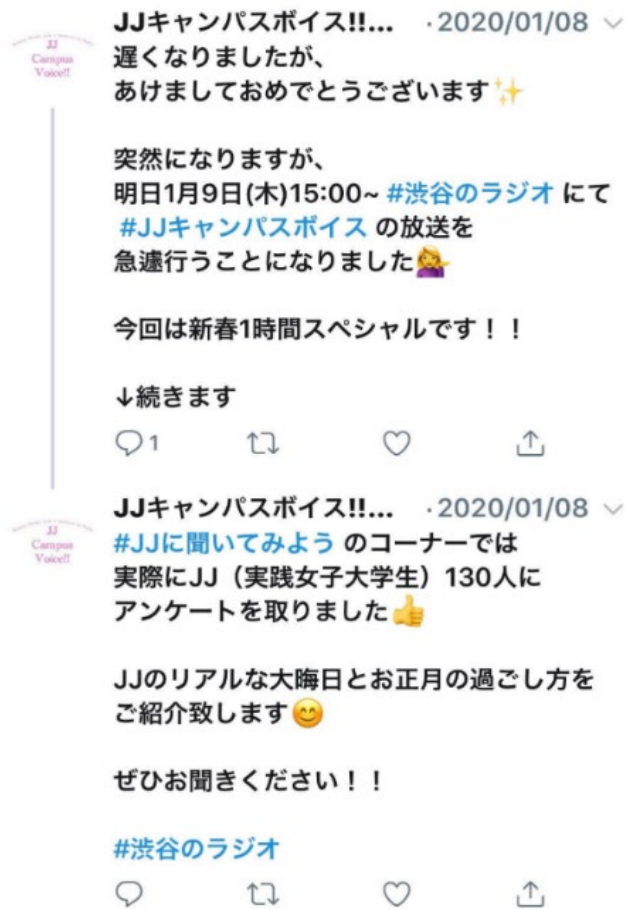 JJキャンパスボイス!!... ・2020/01/08
JJ
Campus
Voice!!
遅くなりましたが、
あけましておめでとうございます✨
突然になりますが、
明日1月9日(木)15:00~ #渋谷のラジオ にて
#JJキャンパスボイス の放送を
急遽行うことになりました💁‍♀️
今回は新春1時間スペシャルです！！
↓続きます
1
JJキャンパスボイス!!... ・2020/01/08
JJ
Campus
Voice!!
#JJに聞いてみよう のコーナーでは
実際にJJ（実践女子大学生）130人に
アンケートを取りました👍
JJのリアルな大晦日とお正月の過ごし方を
ご紹介致します😊
ぜひお聞きください！！
#渋谷のラジオ